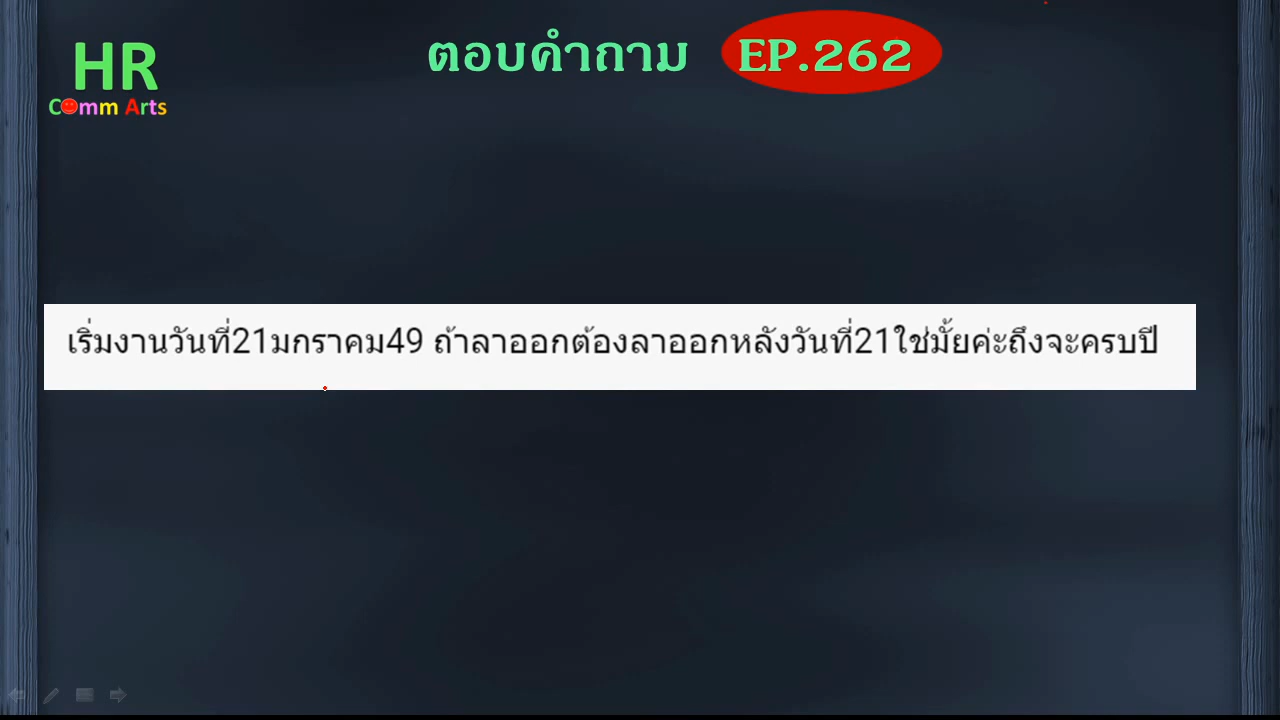 HR
Comm Arts
ตอบคำถาม EP.262
เริ่มงานวันที่21มกราคม49 ถ้าลาออกต้องลาออกหลังวันที่21ใช่มั้ยค่ะถึงจะครบปี